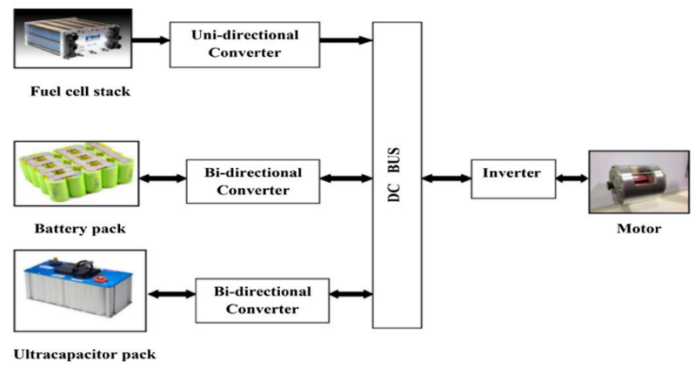 Uni-directional
Converter
Fuel cell stack
Bi-directional
Converter
Battery pack
Bi-directional
Converter
Ultracapacitor pack
DC BUS
Inverter
Motor